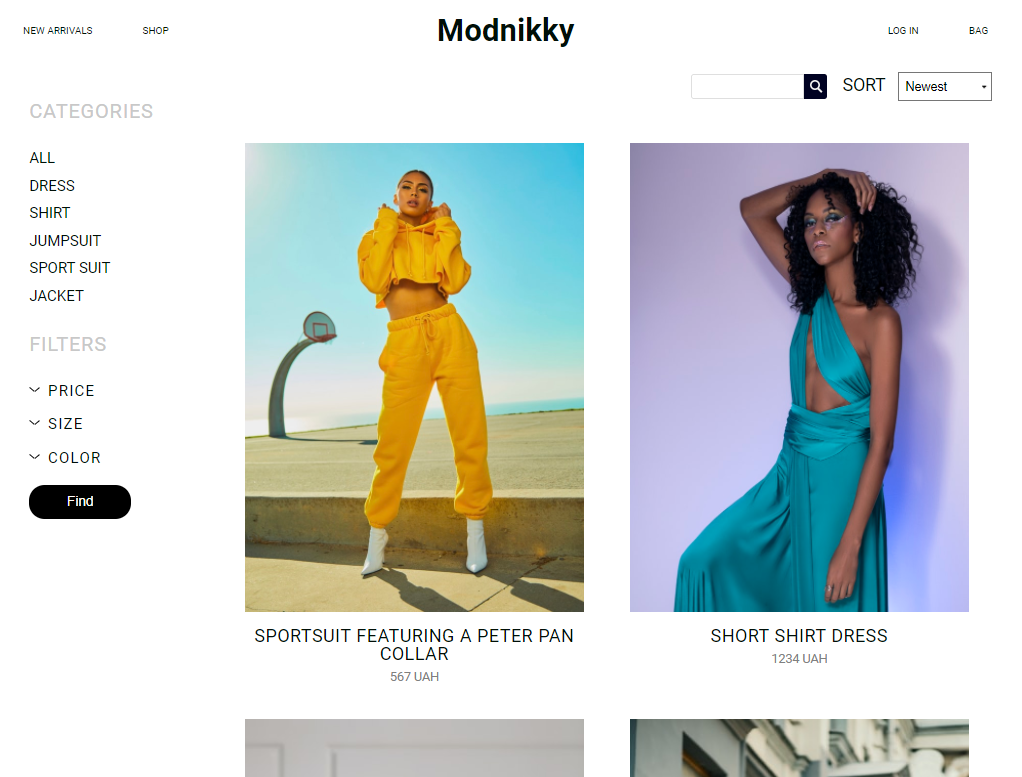 NEW ARRIVALS
SHOP
Modnikky
LOG IN
BAG
SORT
Newest
CATEGORIES
ALL
DRESS
SHIRT
JUMPSUIT
SPORT SUIT
JACKET
FILTERS
PRICE
SIZE
COLOR
Find
SPORTSUIT FEATURING A PETER PAN
COLLAR
567 UAH
SHORT SHIRT DRESS
1234 UAH